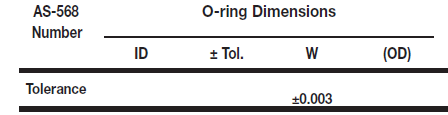 AS-568 O-ring Dimensions
Number
ID ± Tol. W (OD)
Tolerance
±0.003